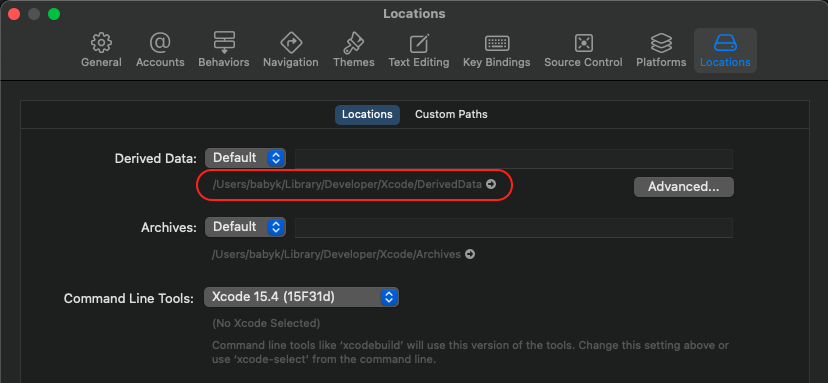 Locations
General Accounts Behaviors Navigation Themes Text Editing Key Bindings Source Control Platforms Locations
Locations Custom Paths
Derived Data: Default
/Users/babyk/Library/Developer/Xcode/DerivedData
Advanced...
Archives: Default
/Users/babyk/Library/Developer/Xcode/Archives
Command Line Tools: Xcode 15.4 (15F31d)
(No Xcode Selected)
Command line tools like ‘xcodebuild’ will use this version of the tools. Change this setting above or
use ‘xcode-select’ from the command line.